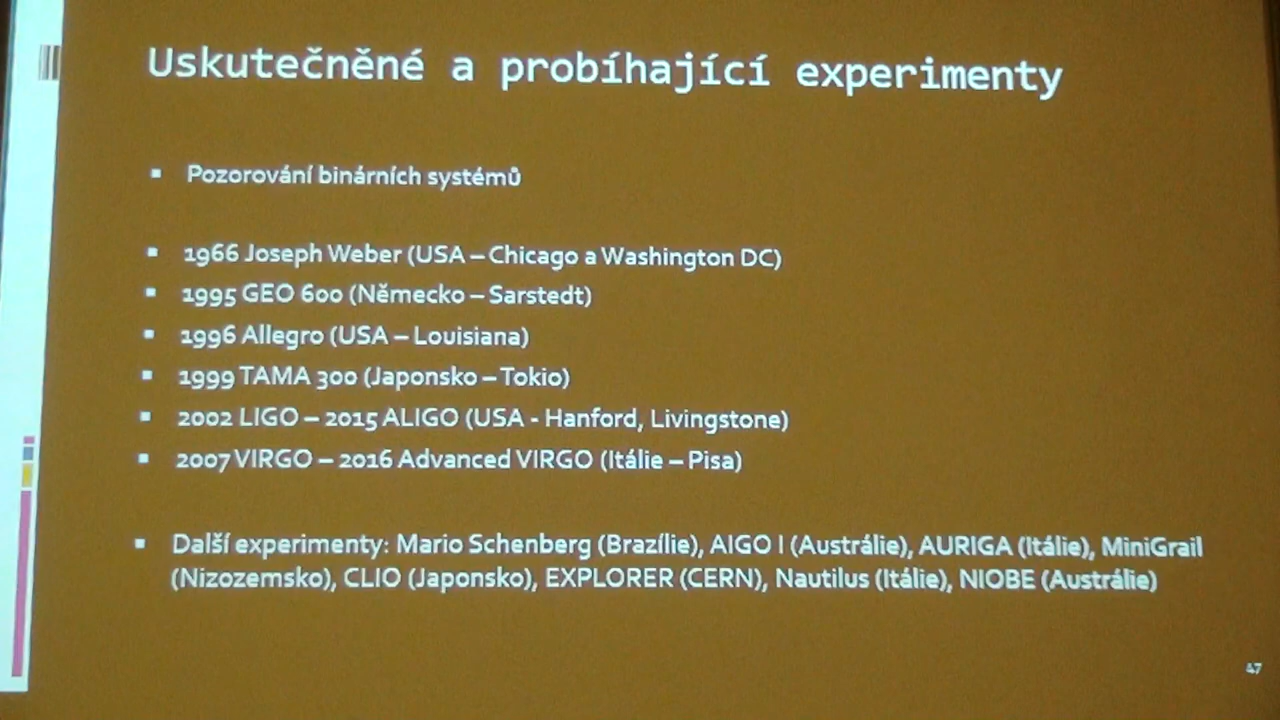 Uskutečněné a probíhající experimenty
▪ Pozorování binárních systémů
▪ 1966 Joseph Weber (USA – Chicago a Washington DC)
▪ 1995 GEO 600 (Německo – Sarstedt)
▪ 1996 Allegro (USA – Louisiana)
▪ 1999 TAMA 300 (Japonsko – Tokio)
▪ 2002 LIGO – 2015 ALIGO (USA - Hanford, Livingstone)
▪ 2007 VIRGO – 2016 Advanced VIRGO (Itálie – Pisa)
▪ Další experimenty: Mario Schenberg (Brazílie), AIGO I (Austrálie), AURIGA (Itálie), MiniGrail
(Nizozemsko), CLIO (Japonsko), EXPLORER (CERN), Nautilus (Itálie), NIOBE (Austrálie)
47